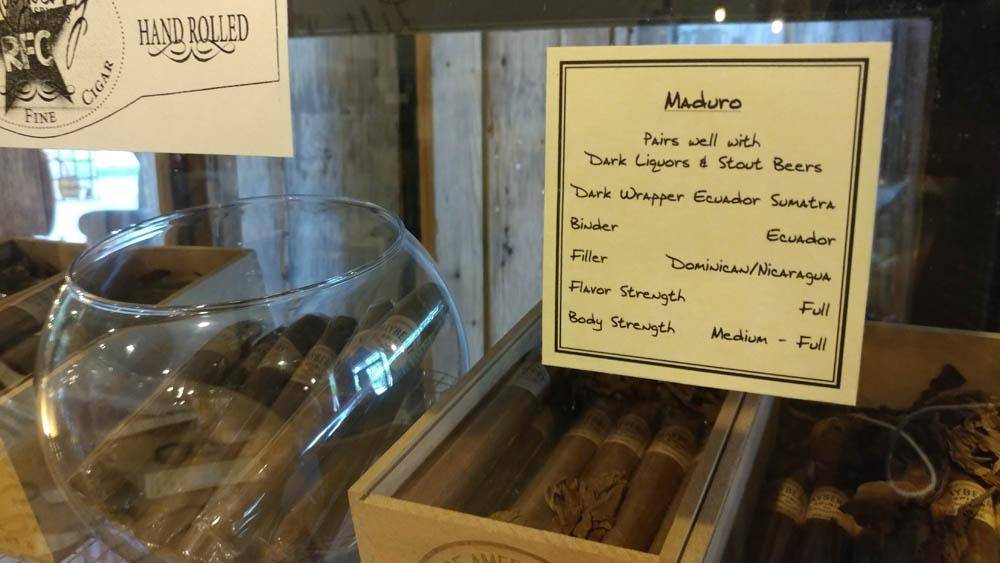 RFC
FINE CIGAR
HAND ROLLED
Maduro
Pairs well with
Dark Liquors & Stout Beers
Dark Wrapper Ecuador Sumatra
Binder Ecuador
Filler Dominican/Nicaragua
Flavor Strength Full
Body Strength Medium - Full